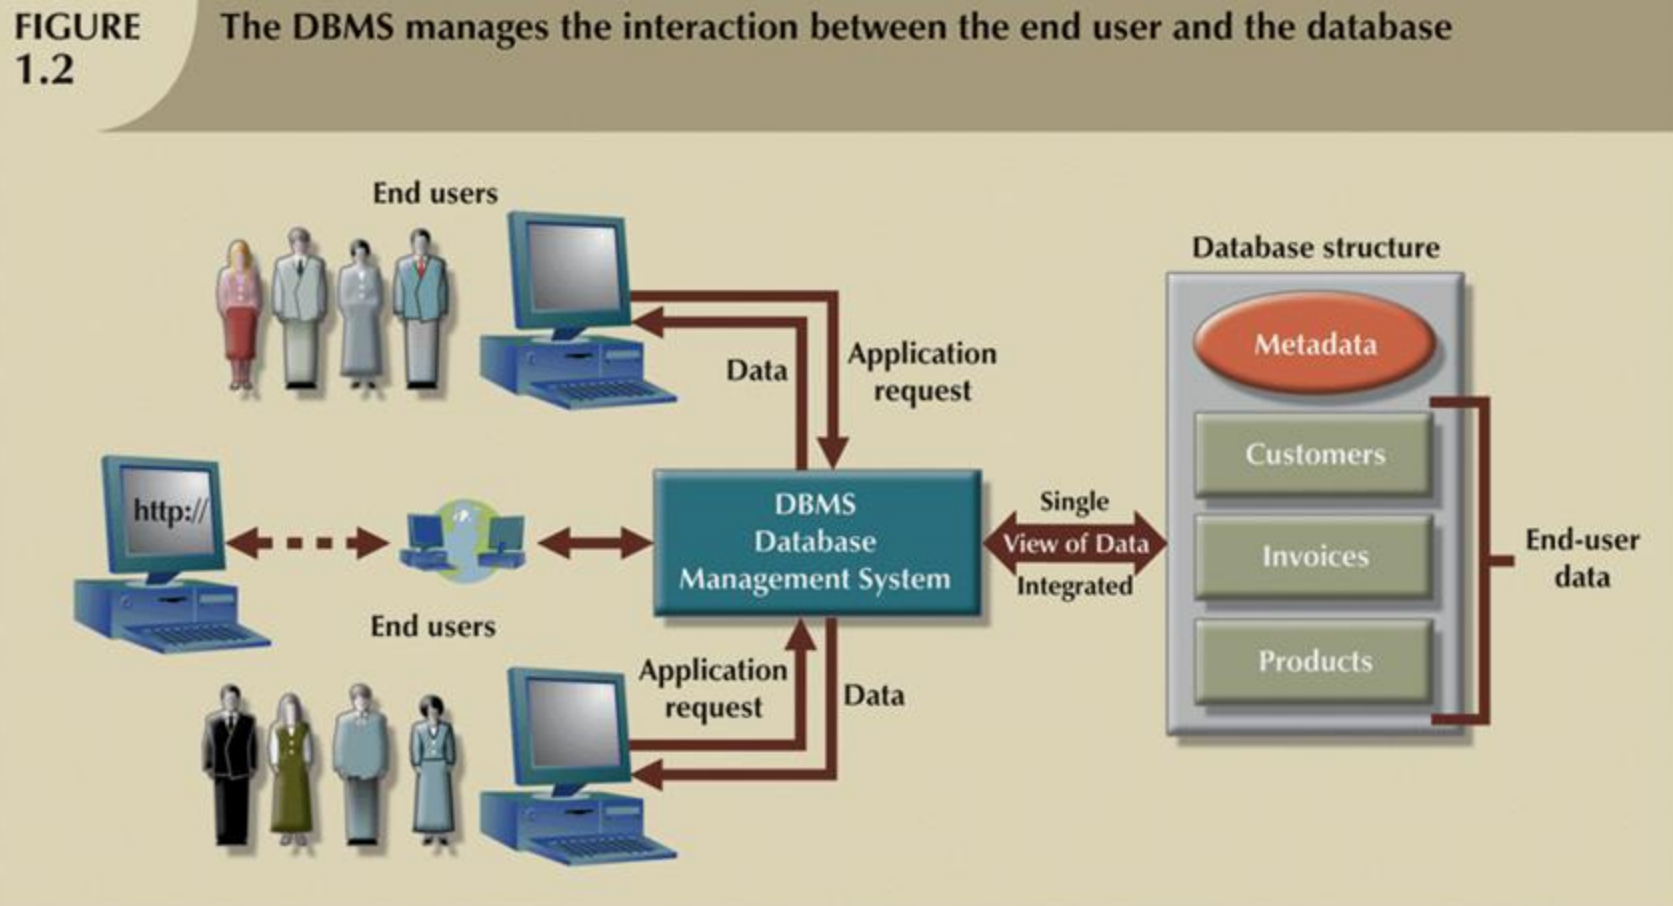 FIGURE
1.2
The DBMS manages the interaction between the end user and the database
End users
Data
Application
request
http://
End users
DBMS
Database
Management System
Application
request
Data
Single
View of Data
Integrated
Database structure
Metadata
Customers
Invoices
Products
End-user
data